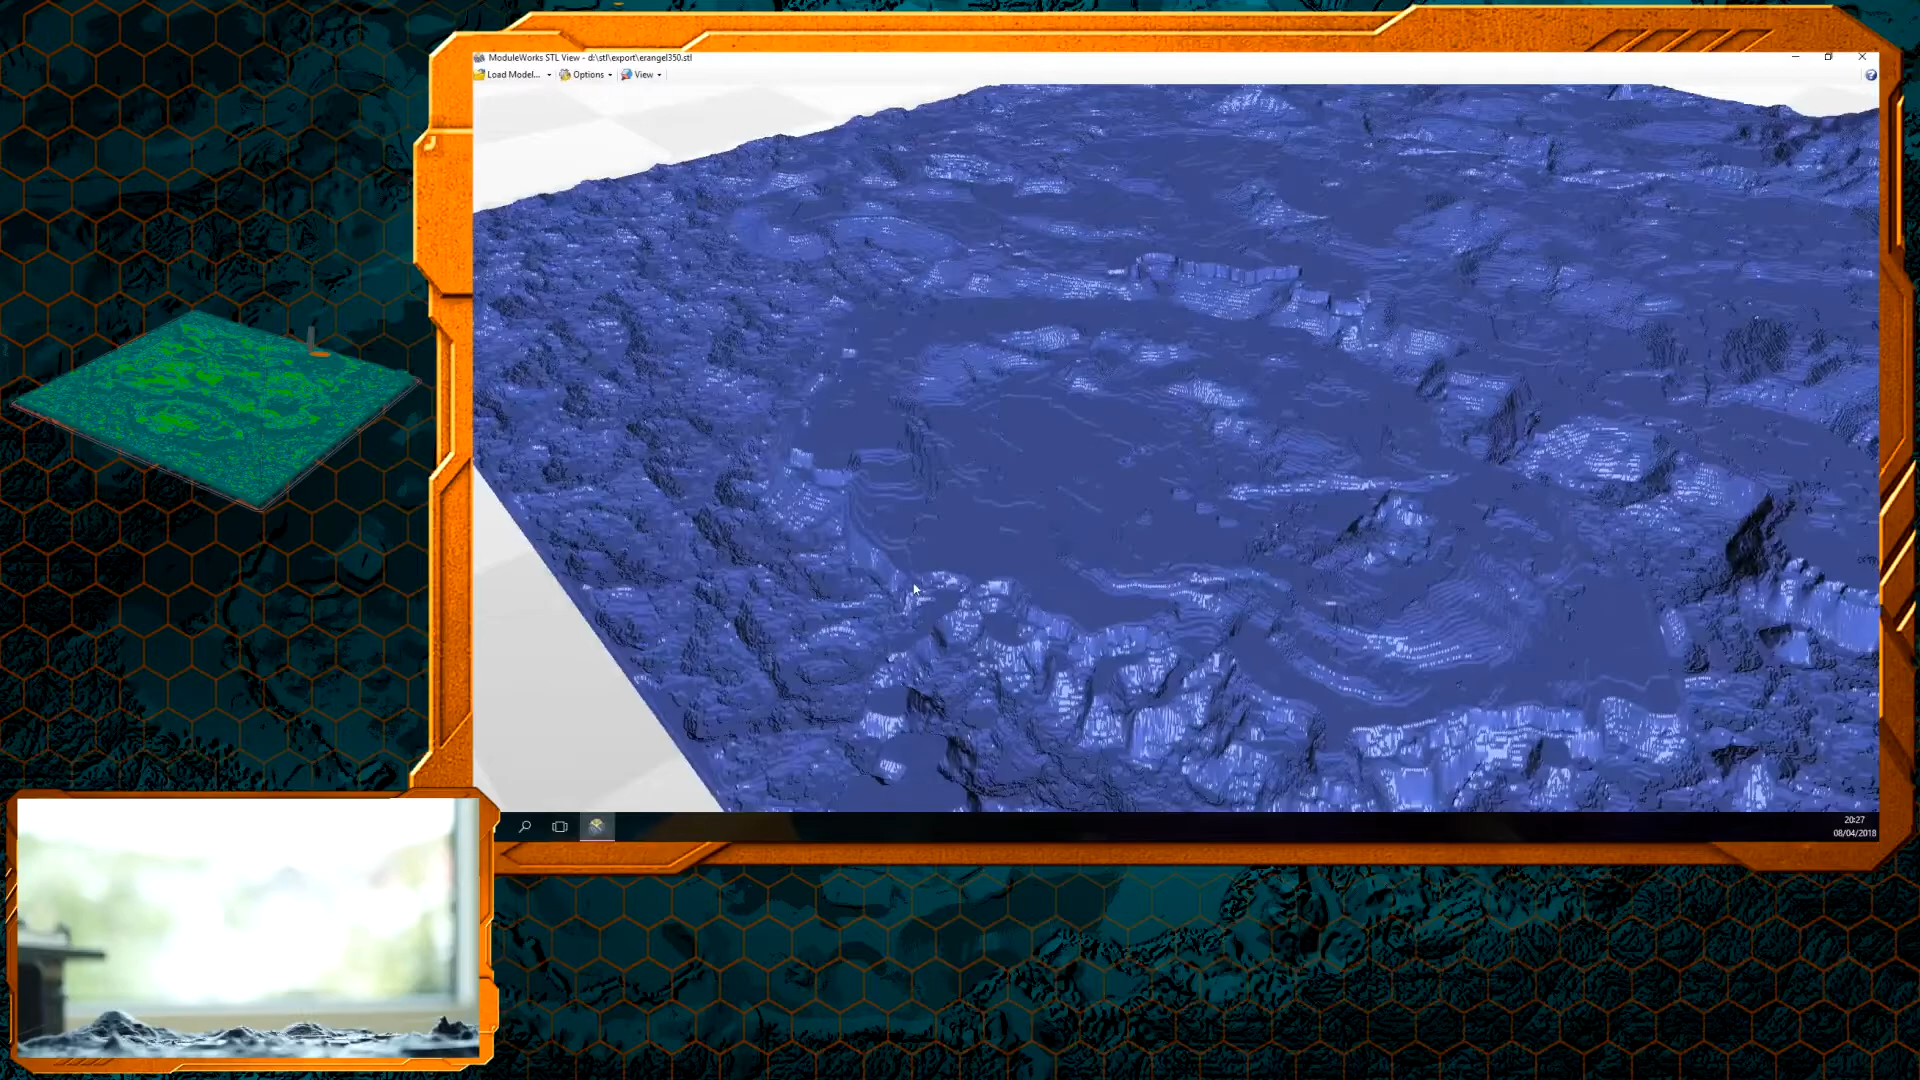 ModuleWorks STL View - d:\stl\export\erangel350.stl
Load Model... Options View
20:27
08/04/2018